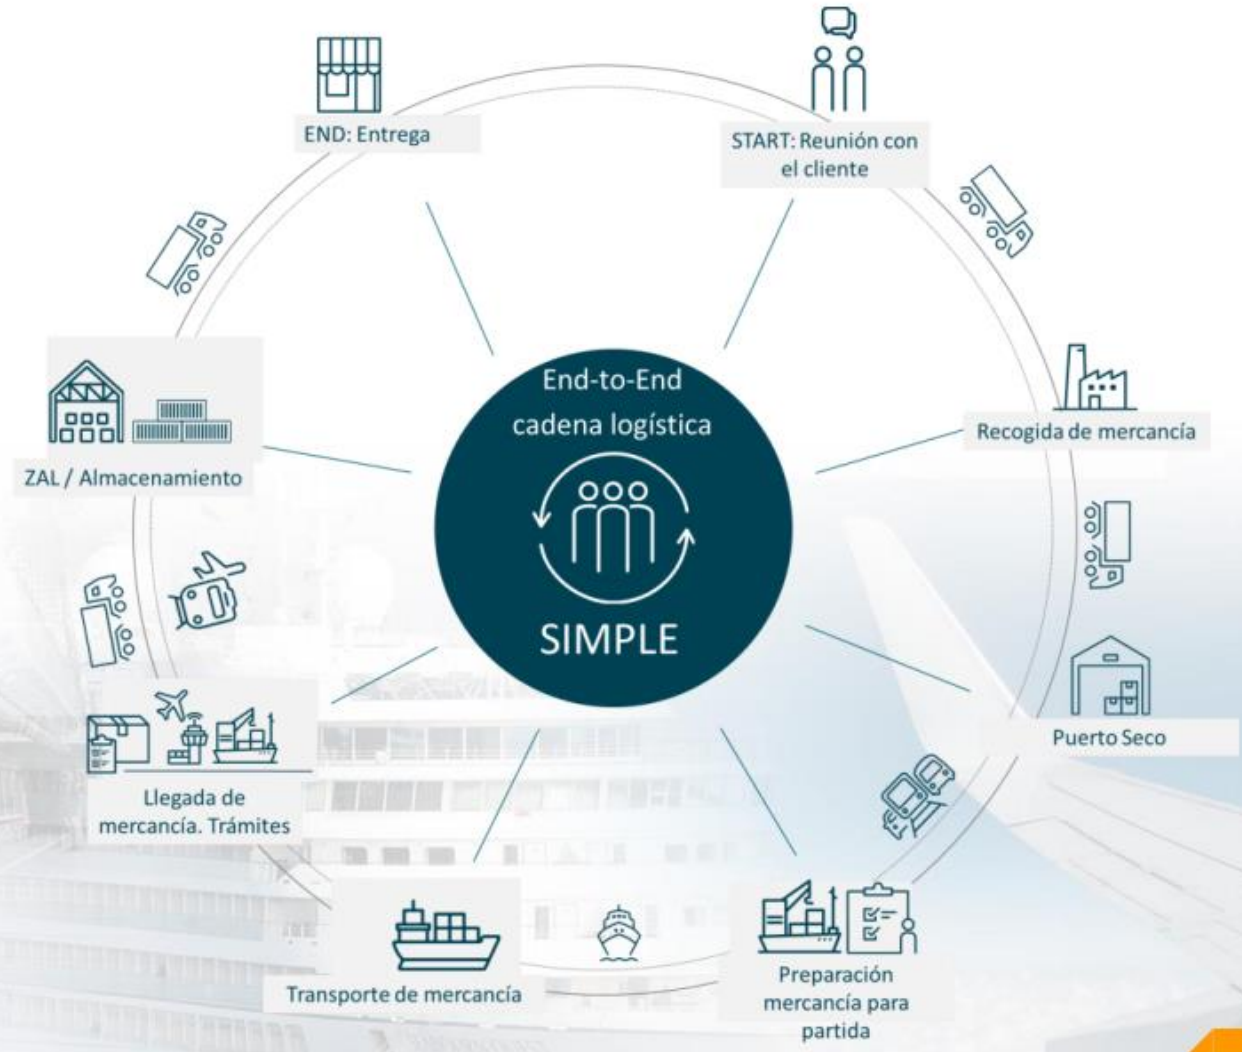 END: Entrega
START: Reunión con
el cliente
End-to-End
cadena logística
SIMPLE
Recogida de mercancía
Puerto Seco
Preparación
mercancía para
partida
Transporte de mercancía
Llegada de
mercancía. Trámites
ZAL / Almacenamiento